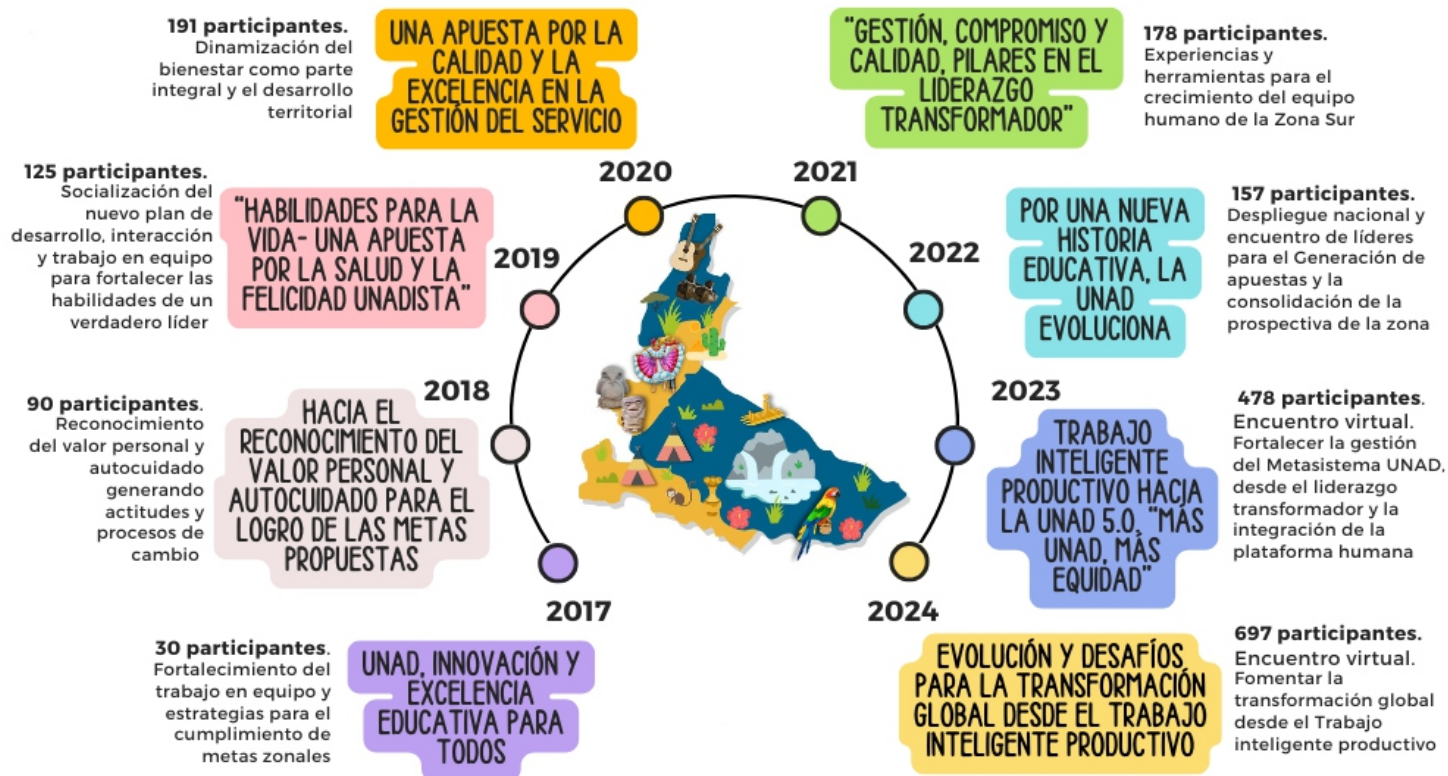 191 participantes.
Dinamización del
bienestar como parte
integral y el desarrollo
territorial
UNA APUESTA POR LA
CALIDAD Y LA
EXCELENCIA EN LA
GESTIÓN DEL SERVICIO
2020
"GESTIÓN, COMPROMISO Y
CALIDAD, PILARES EN EL
LIDERAZGO
TRANSFORMADOR"
2021
178 participantes.
Experiencias y
herramientas para el
crecimiento del equipo
humano de la Zona Sur
125 participantes.
Socialización del
nuevo plan de
desarrollo, interacción
y trabajo en equipo
para fortalecer las
habilidades de un
verdadero líder
"HABILIDADES PARA LA
VIDA- UNA APUESTA
POR LA SALUD Y LA
FELICIDAD UNADISTA"
2019
2022
POR UNA NUEVA
HISTORIA
EDUCATIVA, LA
UNAD
EVOLUCIONA
157 participantes.
Despliegue nacional y
encuentro de líderes
para el Generación de
apuestas y la
consolidación de la
prospectiva de la zona
90 participantes.
Reconocimiento
del valor personal y
autocuidado
generando
actitudes y
procesos de
cambio
HACIA EL
RECONOCIMIENTO DEL
VALOR PERSONAL Y
AUTOCUIDADO PARA EL
LOGRO DE LAS METAS
PROPUESTAS
2018
2023
TRABAJO
INTELIGENTE
PRODUCTIVO HACIA
LA UNAD 5.0, "MÁS
UNAD, MÁS
EQUIDAD"
478 participantes.
Encuentro virtual.
Fortalecer la gestión
del Metasistema UNAD,
desde el liderazgo
transformador y la
integración de la
plataforma humana
2017
30 participantes.
Fortalecimiento del
trabajo en equipo y
estrategias para el
cumplimiento de
metas zonales
UNAD, INNOVACIÓN Y
EXCELENCIA
EDUCATIVA PARA
TODOS
2024
EVOLUCIÓN Y DESAFÍOS,
PARA LA TRANSFORMACIÓN
GLOBAL DESDE EL TRABAJO
INTELIGENTE PRODUCTIVO
697 participantes.
Encuentro virtual.
Fomentar la
transformación global
desde el Trabajo
inteligente productivo